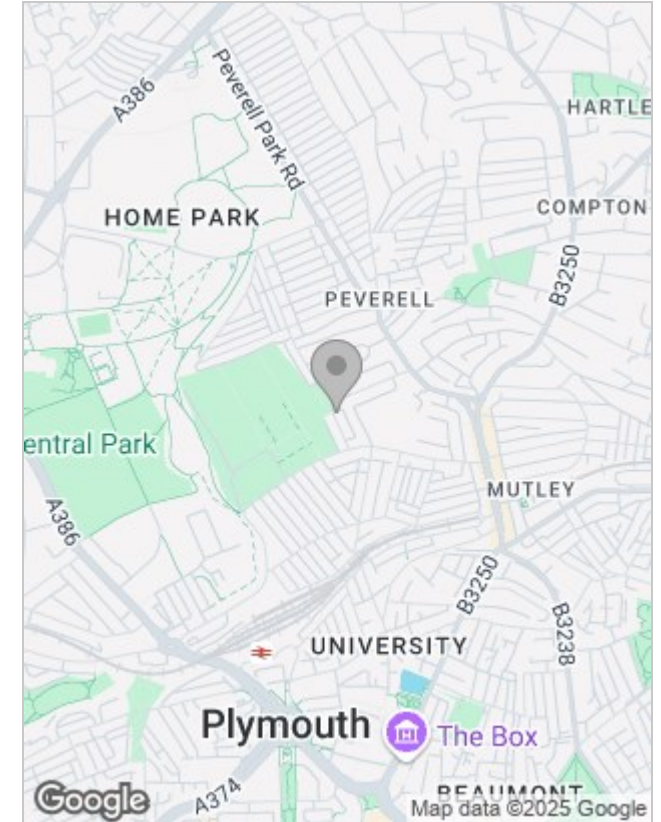 A386
Peverell Park Rd
HARTLE
HOME PARK
COMPTON
B3250
PEVERELL
entral Park
A386
MUTLEY
B3250
B3238
UNIVERSITY
Plymouth
The Box
A374
BEAUMONT
Google
Map data ©2025 Google